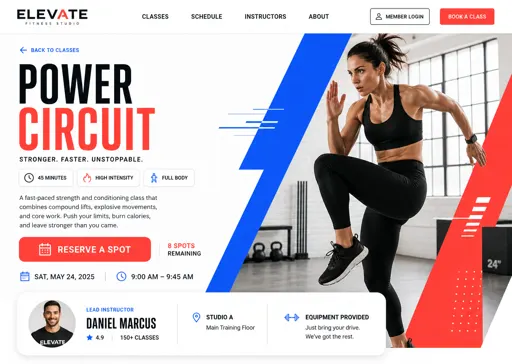 ELEVATE
FITNESS STUDIO
CLASSES
SCHEDULE
INSTRUCTORS
ABOUT
MEMBER LOGIN
BOOK A CLASS
BACK TO CLASSES
POWER
CIRCUIT
STRONGER. FASTER. UNSTOPPABLE.
45 MINUTES
HIGH INTENSITY
FULL BODY
A fast-paced strength and conditioning class that
combines compound lifts, explosive movements,
and core work. Push your limits, burn calories,
and leave stronger than you came.
RESERVE A SPOT
8 SPOTS
REMAINING
SAT, MAY 24, 2025
9:00 AM – 9:45 AM
24"
ELEVATE
LEAD INSTRUCTOR
DANIEL MARCUS
4.9
150+ CLASSES
STUDIO A
Main Training Floor
EQUIPMENT PROVIDED
Just bring your drive.
We've got the rest.